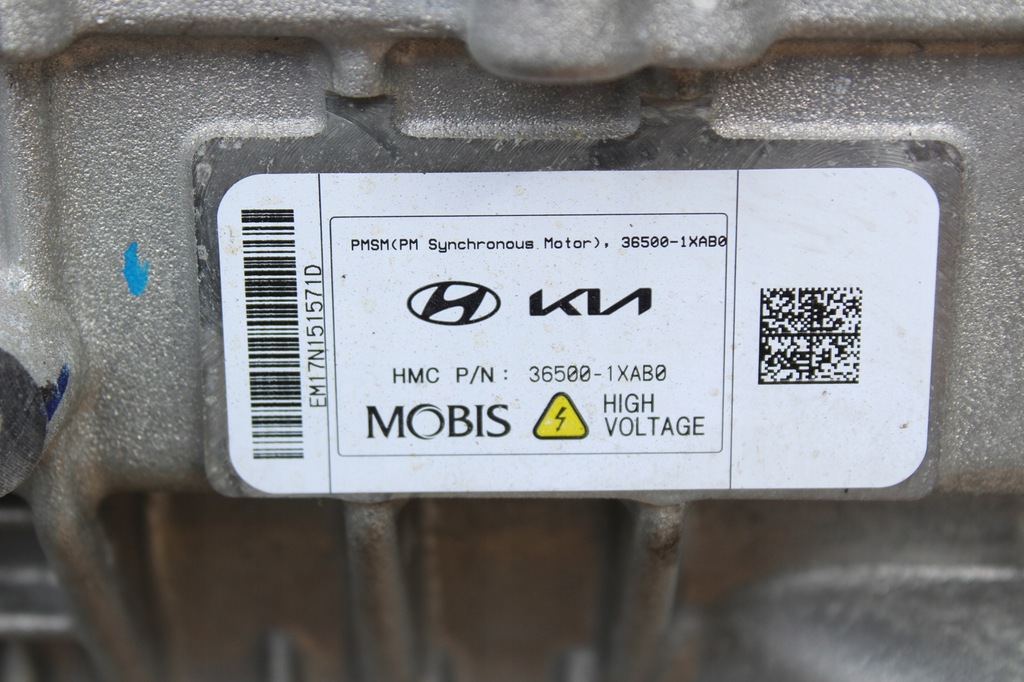 EM17N151571D
PMSM(PM Synchronous Motor), 36500-1XAB0
KIA
HMC P/N: 36500-1XAB0
MOBIS
HIGH
VOLTAGE